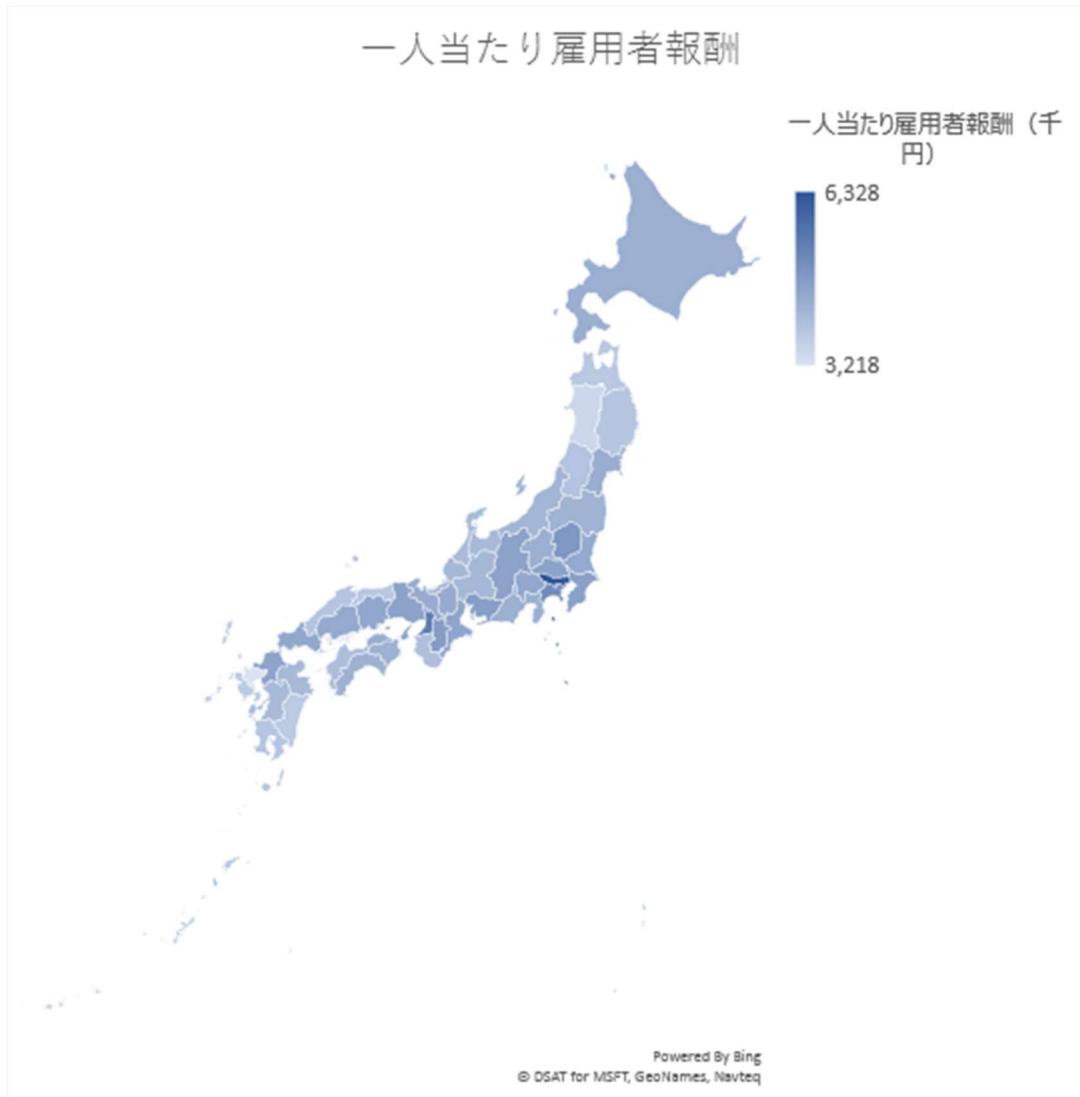 一人当たり雇用者報酬
一人当たり雇用者報酬（千
円）
6,328
3,218
Powered By Bing
© DSAT for MSFT, GeoNames, Navteq